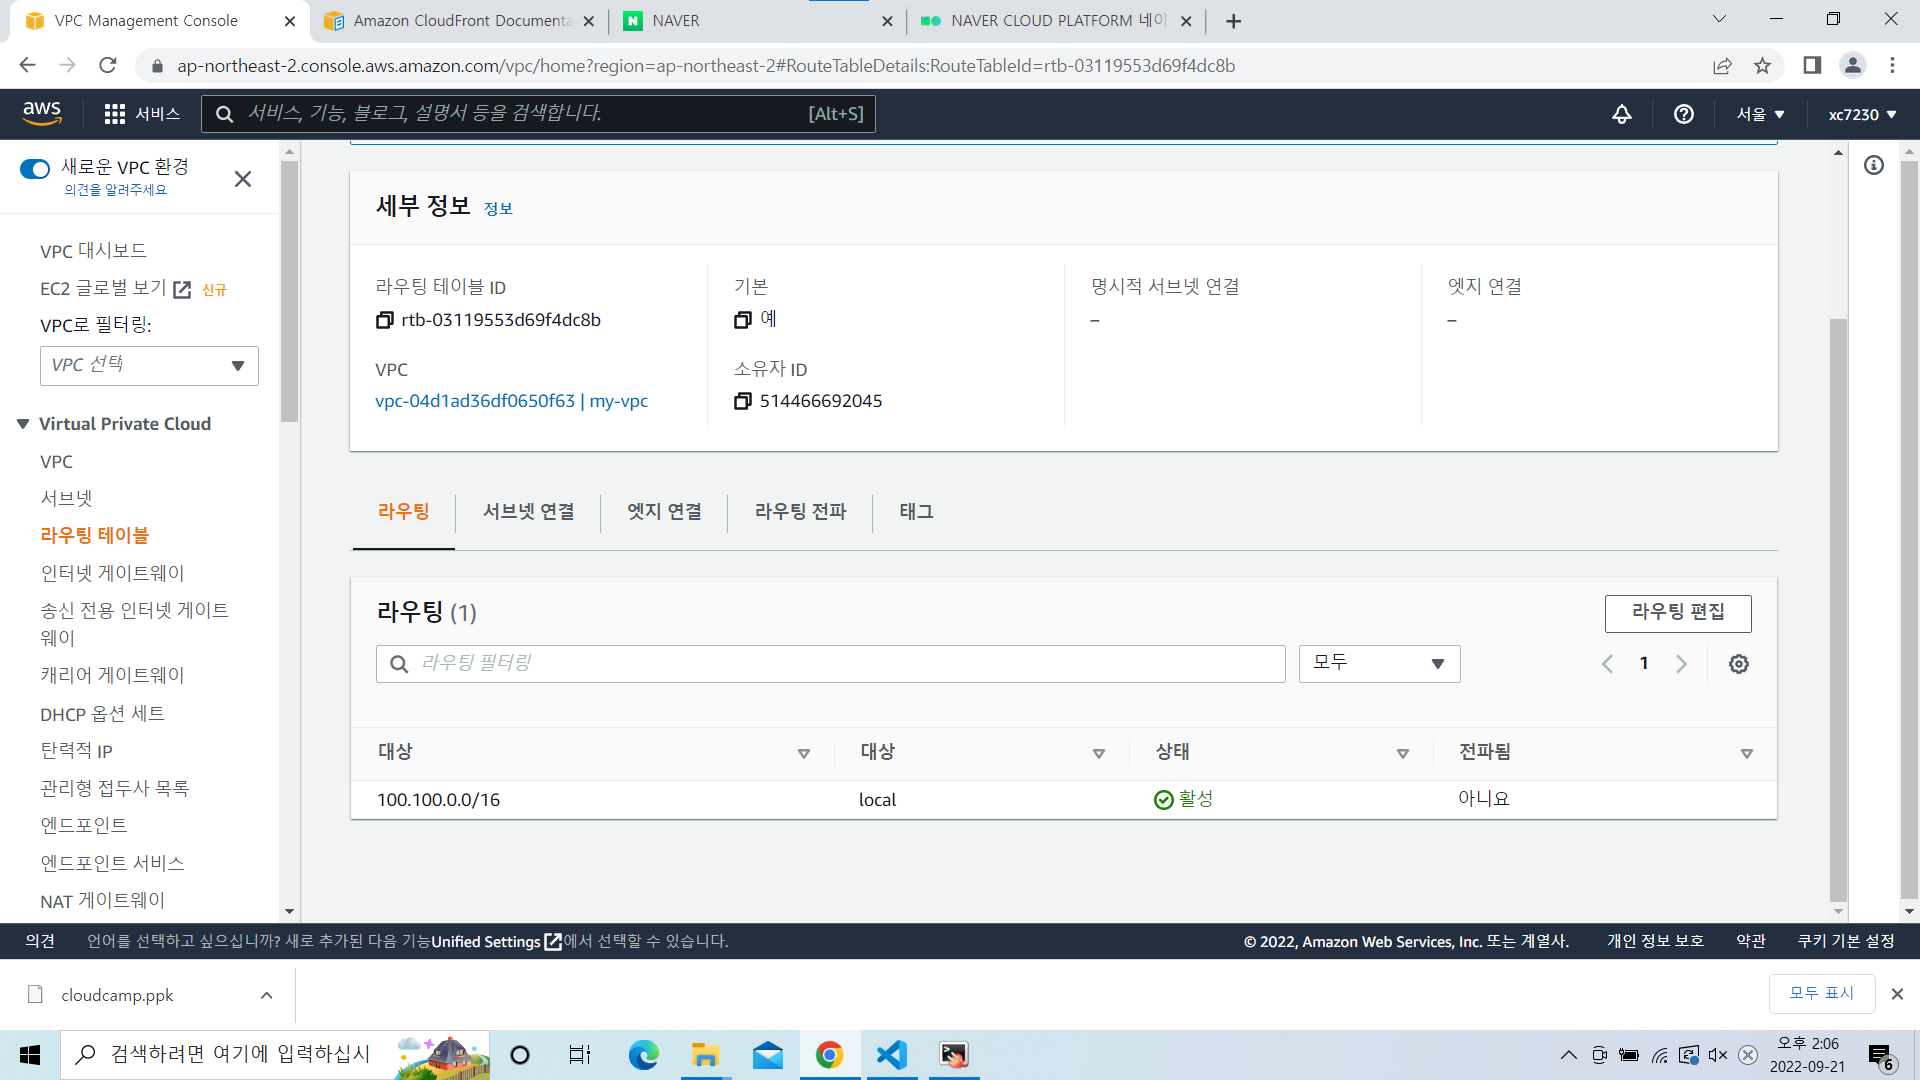 VPC Management Console
Amazon CloudFront Documenta
NAVER
NAVER CLOUD PLATFORM 네이
ap-northeast-2.console.aws.amazon.com/vpc/home?region=ap-northeast-2#RouteTableDetails:RouteTableId=rtb-03119553d69f4dc8b
aws
서비스
서비스, 기능, 블로그, 설명서 등을 검색합니다.
[Alt+S]
서울
xc7230
새로운 VPC 환경
의견을 알려주세요
VPC 대시보드
EC2 글로벌 보기 신규
VPC로 필터링:
VPC 선택
Virtual Private Cloud
VPC
서브넷
라우팅 테이블
인터넷 게이트웨이
송신 전용 인터넷 게이트
웨이
캐리어 게이트웨이
DHCP 옵션 세트
탄력적 IP
관리형 접두사 목록
엔드포인트
엔드포인트 서비스
NAT 게이트웨이
세부 정보 정보
라우팅 테이블 ID
rtb-03119553d69f4dc8b
기본
예
명시적 서브넷 연결
–
엣지 연결
–
VPC
vpc-04d1ad36df0650f63 | my-vpc
소유자 ID
514466692045
라우팅
서브넷 연결
엣지 연결
라우팅 전파
태그
라우팅 (1)
라우팅 편집
라우팅 필터링
모두
1
대상
대상
상태
전파됨
100.100.0.0/16
local
활성
아니요
의견
언어를 선택하고 싶으십니까? 새로 추가된 다음 기능Unified Settings에서 선택할 수 있습니다.
© 2022, Amazon Web Services, Inc. 또는 계열사.
개인 정보 보호
약관
쿠키 기본 설정
cloudcamp.ppk
모두 표시
검색하려면 여기에 입력하십시
오후 2:06
2022-09-21
6